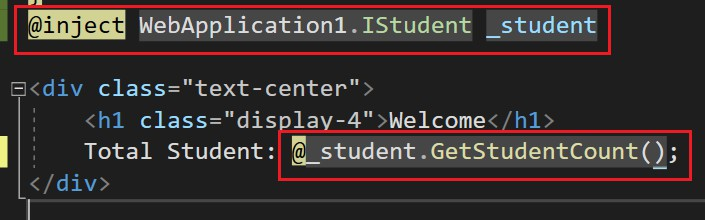 }
@inject WebApplication1.IStudent _student
<div class="text-center">
<h1 class="display-4">Welcome</h1>
Total Student: @_student.GetStudentCount();
</div>